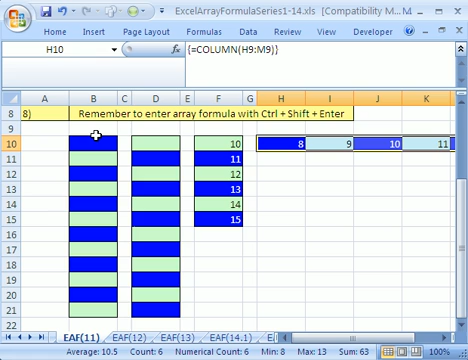 ExcelArrayFormulaSeries1-14.xls [Compatibility M...
Home Insert Page Layout Formulas Data Review View Developer
H10 fx {=COLUMN(H9:M9)}
A B C D E F G H I J K
8 8) Remember to enter array formula with Ctrl + Shift + Enter
9
10 10 8 9 10 11
11 11
12 12
13 13
14 14
15 15
16
17
18
19
20
21
22
EAF(11) EAF(12) EAF(13) EAF(14.1)
Average: 10.5 Count: 6 Numerical Count: 6 Min: 8 Max: 13 Sum: 63 100%